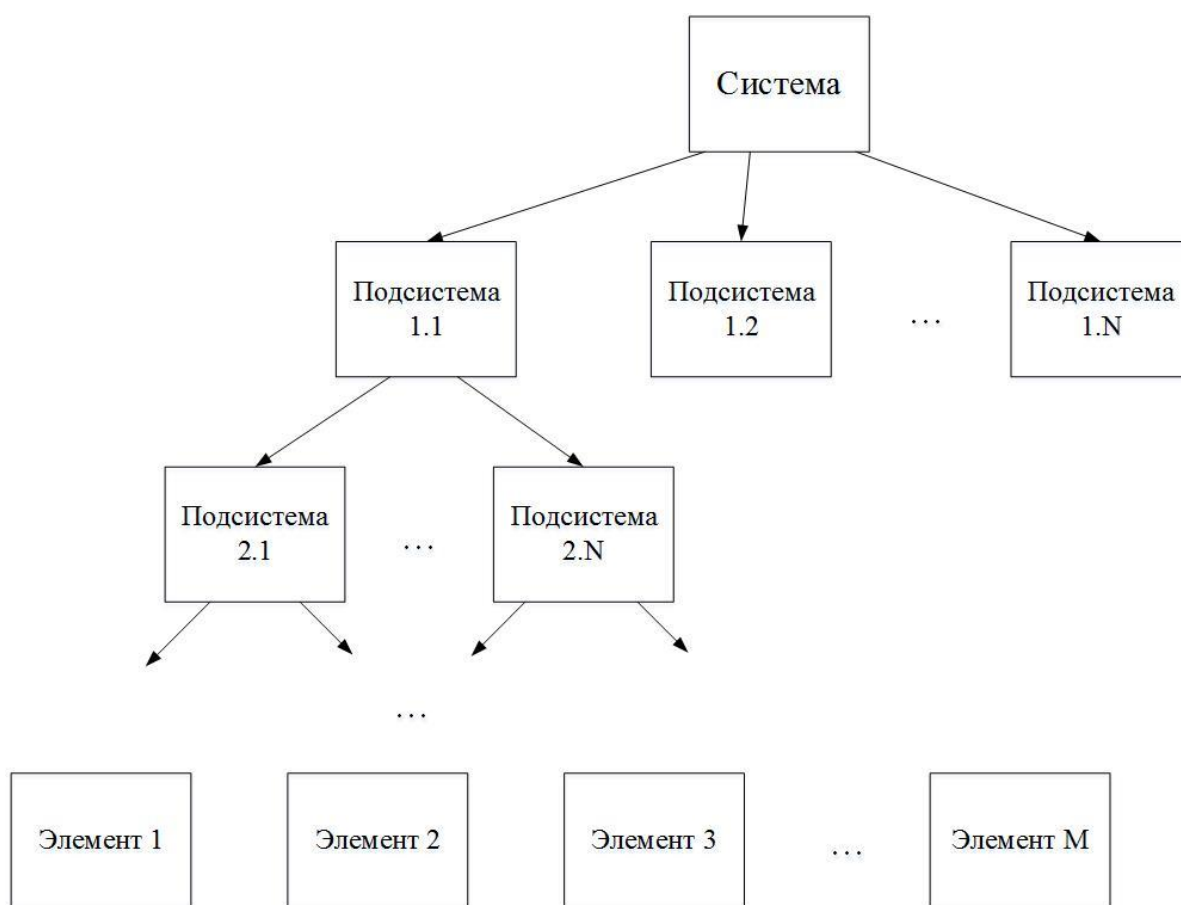 Система
Подсистема
1.1
Подсистема
1.2
...
Подсистема
1.N
Подсистема
2.1
...
Подсистема
2.N
...
Элемент 1
Элемент 2
Элемент 3
...
Элемент M